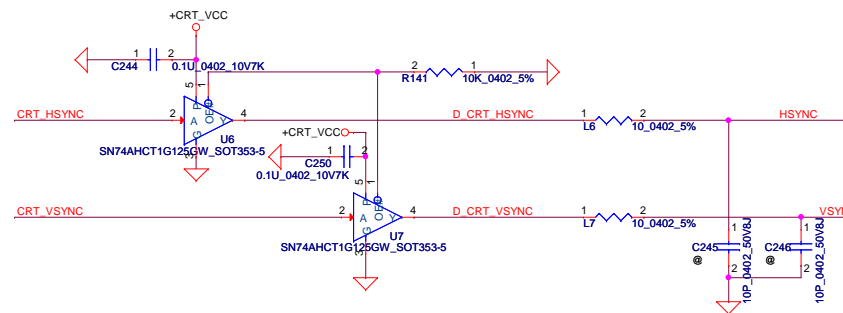 +CRT_VCC
1 2
C244 0.1U_0402_10V7K
2 1
R141 10K_0402_5%
5 1
P OE#
CRT_HSYNC 2 A Y 4 D_CRT_HSYNC 1 2 HSYNC
G
3
U6
L6 10_0402_5%
SN74AHCT1G125GW_SOT353-5
+CRT_VCC
1 2
C250
0.1U_0402_10V7K
5 1
P OE#
CRT_VSYNC 2 A Y 4 D_CRT_VSYNC 1 2 VSYN
G
3
U7
L7 10_0402_5%
SN74AHCT1G125GW_SOT353-5
1 1
C245 C246
@ @
2 2
10P_0402_50V8J
10P_0402_50V8J